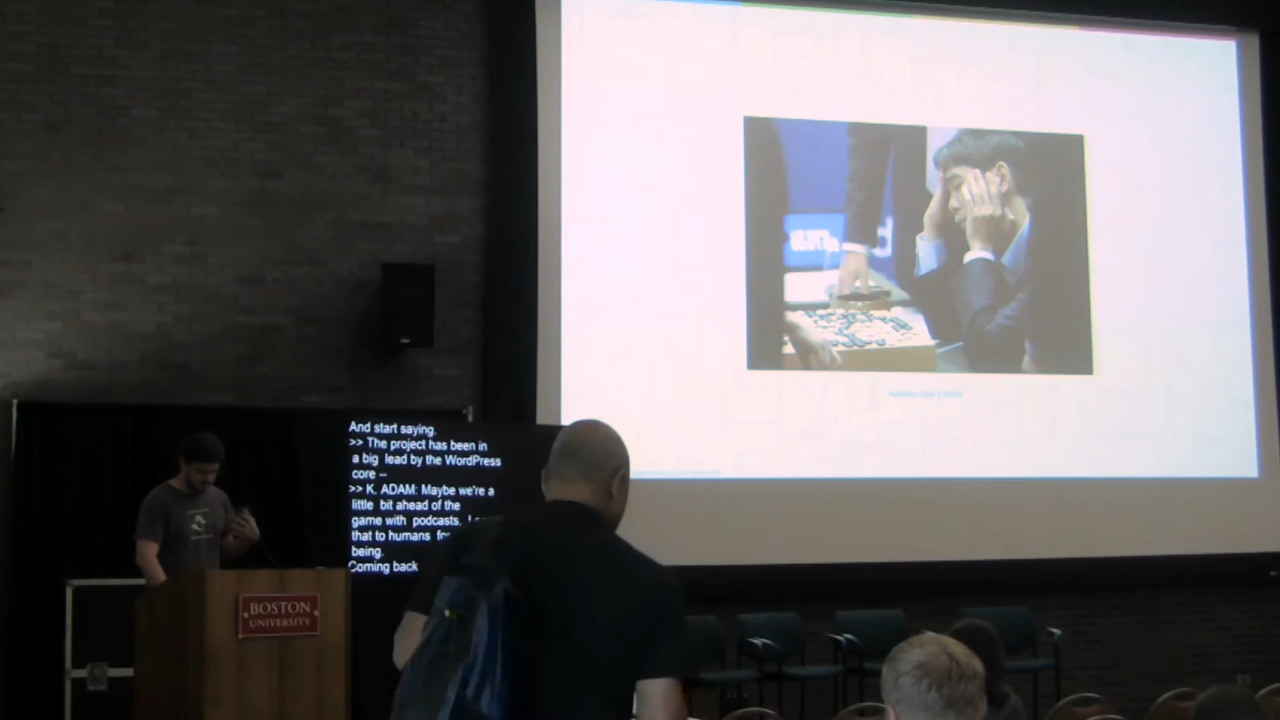 And start saying.
>> The project has been in
a big lead by the WordPress
core –
>> K. ADAM: Maybe we're a
little bit ahead of the
game with podcasts.
that to humans
being.
Coming back
BOSTON
UNIVERSITY